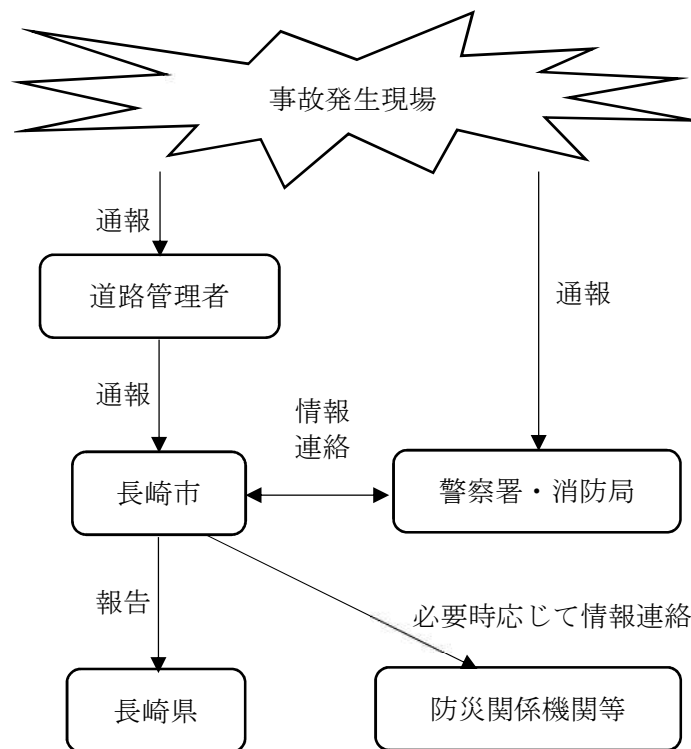 事故発生現場
通報
道路管理者
通報
通報
情報
連絡
長崎市
警察署・消防局
報告
必要時応じて情報連絡
長崎県
防災関係機関等